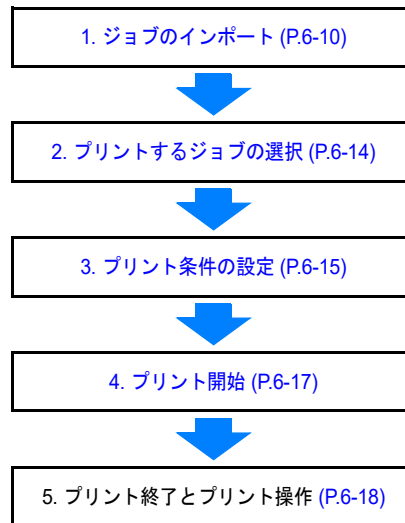 1. ジョブのインポート (P.6-10)
2. プリントするジョブの選択 (P.6-14)
3. プリント条件の設定 (P.6-15)
4. プリント開始 (P.6-17)
5. プリント終了とプリント操作 (P.6-18)